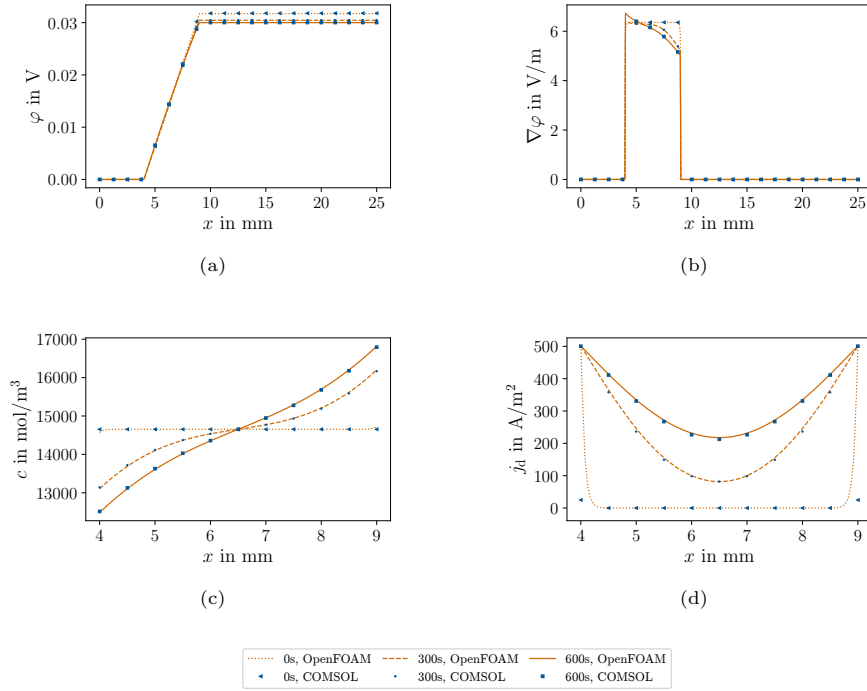 0.03
0.02
0.01
0.00
φ in V
0 5 10 15 20 25
x in mm
(a)
6
4
2
0
∇φ in V/m
0 5 10 15 20 25
x in mm
(b)
17000
16000
15000
14000
13000
c in mol/m³
4 5 6 7 8 9
x in mm
(c)
500
400
300
200
100
0
j_d in A/m²
4 5 6 7 8 9
x in mm
(d)
0s, OpenFOAM 300s, OpenFOAM 600s, OpenFOAM
0s, COMSOL 300s, COMSOL 600s, COMSOL